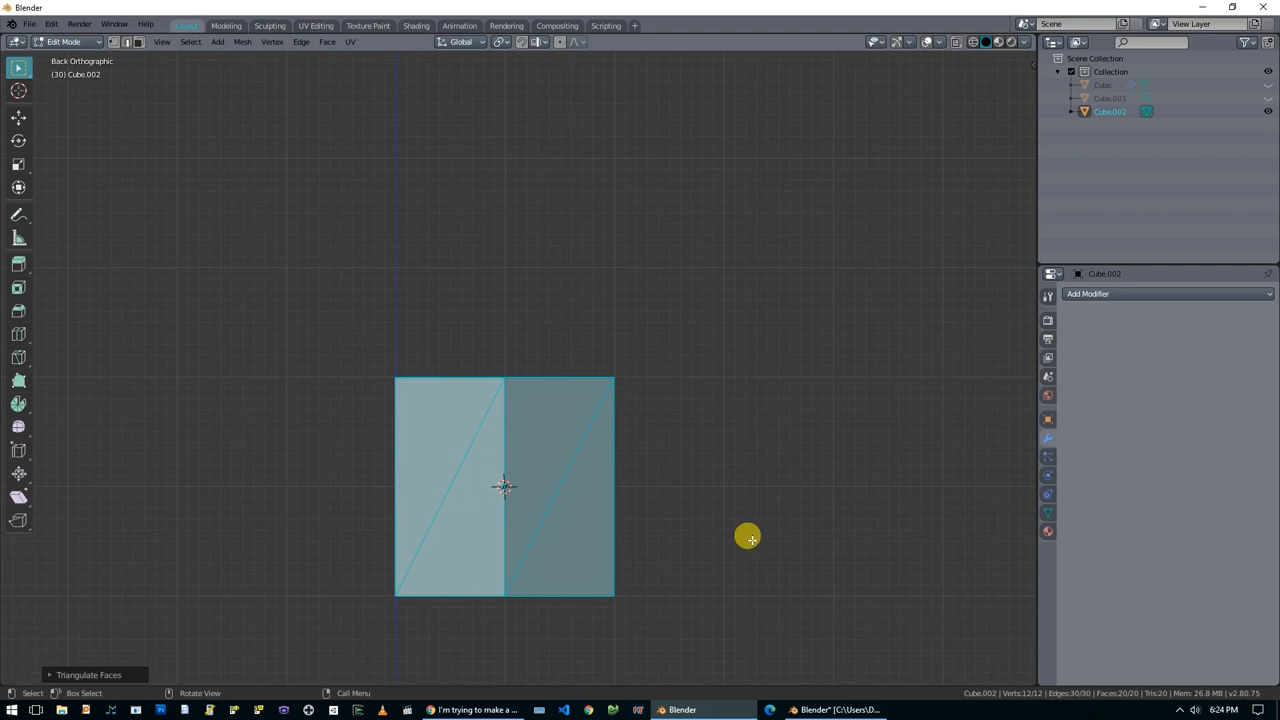 Blender
File Edit Render Window Help Layout Modeling Sculpting UV Editing Texture Paint Shading Animation Rendering Compositing Scripting + Scene View Layer
Edit Mode View Select Add Mesh Vertex Edge Face UV Global
Back Orthographic
(30) Cube.002
Scene Collection
Collection
Cube
Cube.001
Cube.002
Cube.002
Add Modifier
Triangulate Faces
Select Box Select Rotate View Call Menu Cube.002 | Verts:12/12 | Edges:30/30 | Faces:20/20 | Tris:20 | Mem: 26.8 MB | v2.80.75
I'm trying to make a ... Blender Blender* [C:\Users\D... 6:24 PM